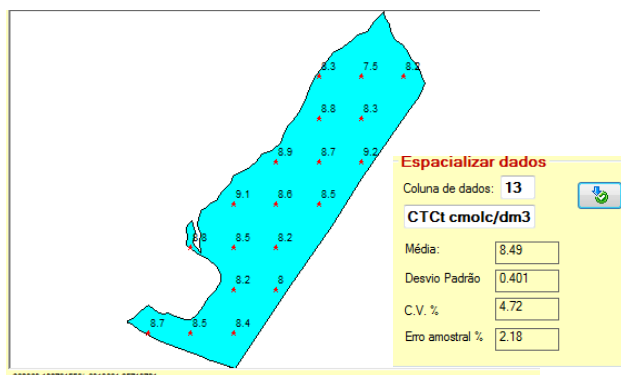 8.3 7.5 8.2
8.8 8.3
8.9 8.7 9.2
9.1 8.6 8.5
8.8 8.5 8.2
8.2 8
8.7 8.5 8.4
Espacializar dados
Coluna de dados: 13
CTCt cmolc/dm3
Média: 8.49
Desvio Padrão 0.401
C.V. % 4.72
Erro amostral % 2.18